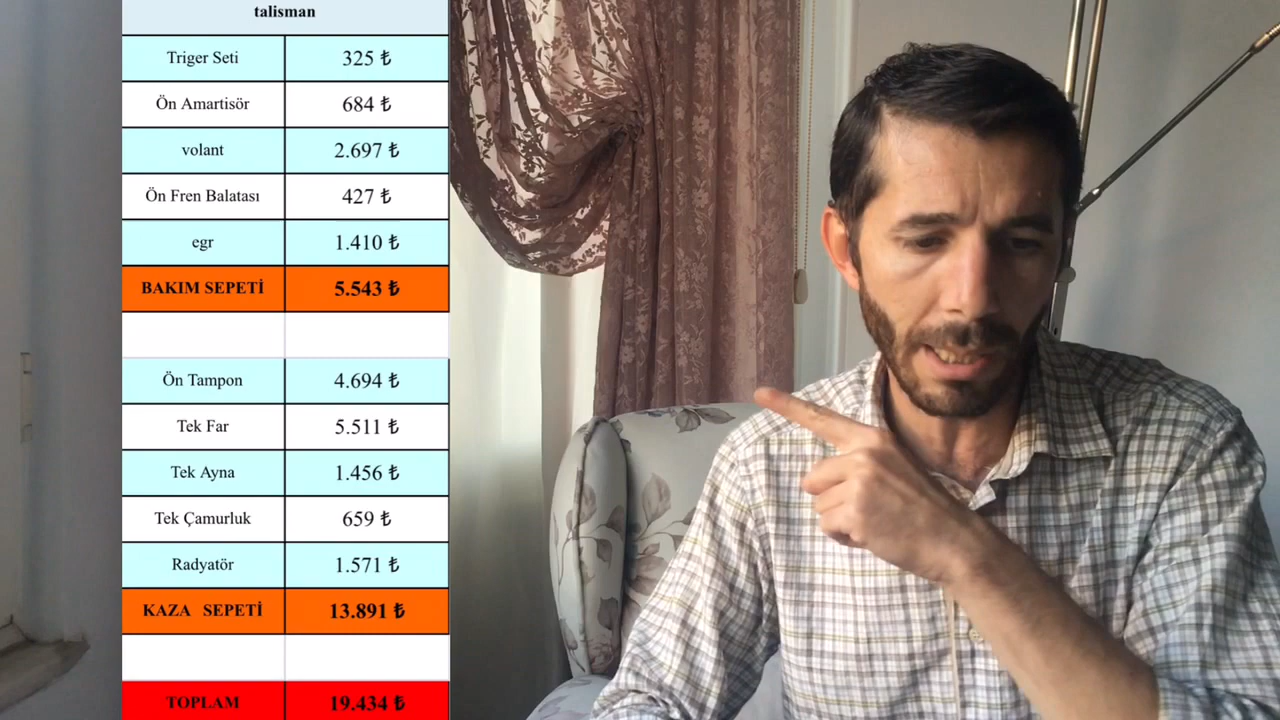 talisman
Triger Seti 325 ₺
Ön Amartisör 684 ₺
volant 2.697 ₺
Ön Fren Balatası 427 ₺
egr 1.410 ₺
BAKIM SEPETİ 5.543 ₺
Ön Tampon 4.694 ₺
Tek Far 5.511 ₺
Tek Ayna 1.456 ₺
Tek Çamurluk 659 ₺
Radyatör 1.571 ₺
KAZA SEPETİ 13.891 ₺
TOPLAM 19.434 ₺